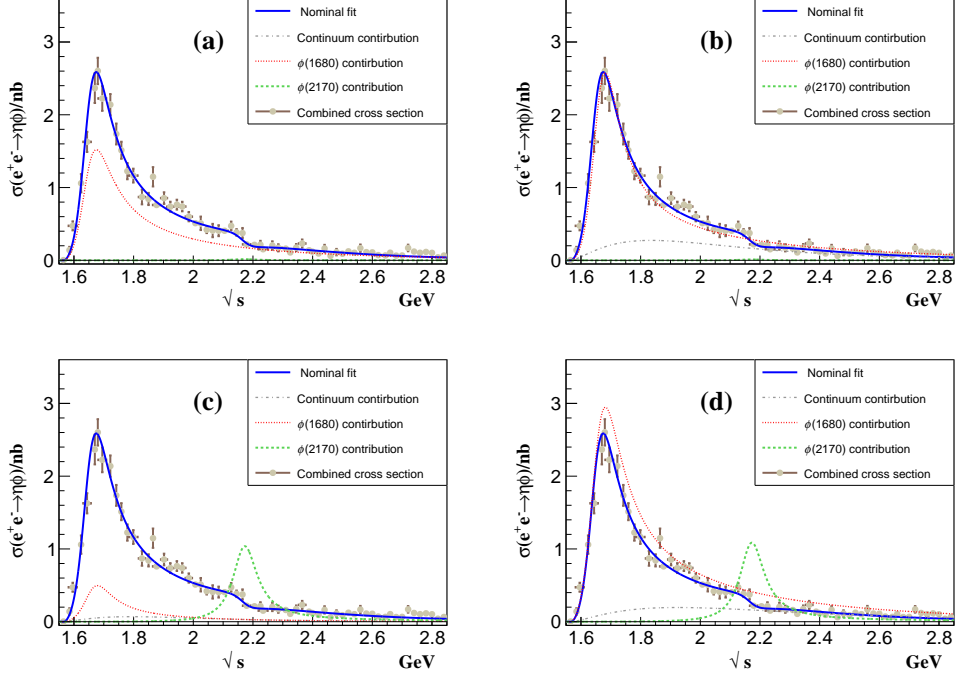 Nominal fit
Continuum contirbution
ϕ(1680) contirbution
ϕ(2170) contirbution
Combined cross section
(a)
σ(e⁺e⁻→ηϕ)/nb
3
2
1
0
1.6 1.8 2 2.2 2.4 2.6 2.8
√s GeV
Nominal fit
Continuum contirbution
ϕ(1680) contirbution
ϕ(2170) contirbution
Combined cross section
(b)
σ(e⁺e⁻→ηϕ)/nb
3
2
1
0
1.6 1.8 2 2.2 2.4 2.6 2.8
√s GeV
Nominal fit
Continuum contirbution
ϕ(1680) contirbution
ϕ(2170) contirbution
Combined cross section
(c)
σ(e⁺e⁻→ηϕ)/nb
3
2
1
0
1.6 1.8 2 2.2 2.4 2.6 2.8
√s GeV
Nominal fit
Continuum contirbution
ϕ(1680) contirbution
ϕ(2170) contirbution
Combined cross section
(d)
σ(e⁺e⁻→ηϕ)/nb
3
2
1
0
1.6 1.8 2 2.2 2.4 2.6 2.8
√s GeV